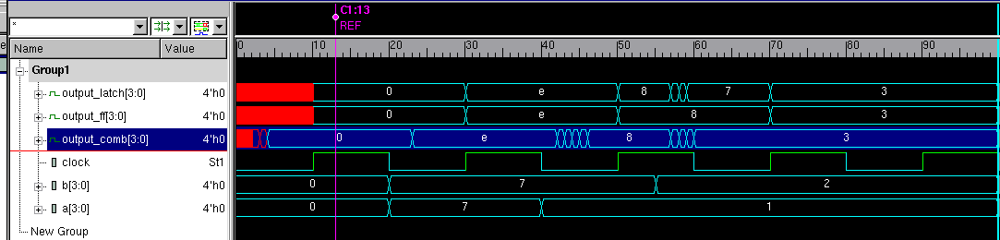 C1:13
*
REF
Name Value
0 10 20 30 40 50 60 70 80 90
Group1
output_latch[3:0] 4'h0 0 e 8 7 3
output_ff[3:0] 4'h0 0 e 8 3
output_comb[3:0] 4'h0 0 e 8 3
clock St1
b[3:0] 4'h0 0 7 2
a[3:0] 4'h0 0 7 1
New Group